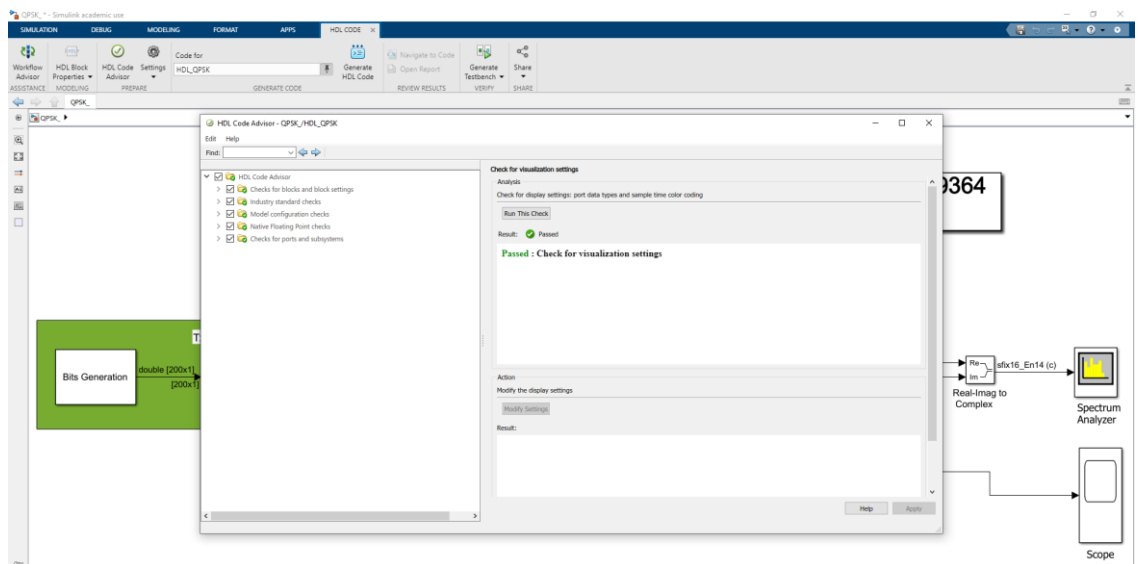 QPSK_ * - Simulink academic use
SIMULATION DEBUG MODELING FORMAT APPS HDL CODE ×
Workflow Advisor
HDL Block Properties
HDL Code Advisor
Settings
Code for
HDL_QPSK
Generate HDL Code
Navigate to Code
Open Report
Generate Testbench
Share
ASSISTANCE MODELING PREPARE GENERATE CODE REVIEW RESULTS VERIFY SHARE
QPSK_
QPSK_
HDL Code Advisor - QPSK_/HDL_QPSK
Edit Help
Find:
HDL Code Advisor
Checks for blocks and block settings
Industry standard checks
Model configuration checks
Native Floating Point checks
Checks for ports and subsystems
Check for visualization settings
Analysis
Check for display settings: port data types and sample time color coding
Run This Check
Result: Passed
Passed : Check for visualization settings
Action
Modify the display settings
Modify Settings
Result:
Help Apply
9364
T
Bits Generation
double [200x1]
[200x1]
Re
Im
sfix16_En14 (c)
Real-Imag to
Complex
Spectrum
Analyzer
Scope